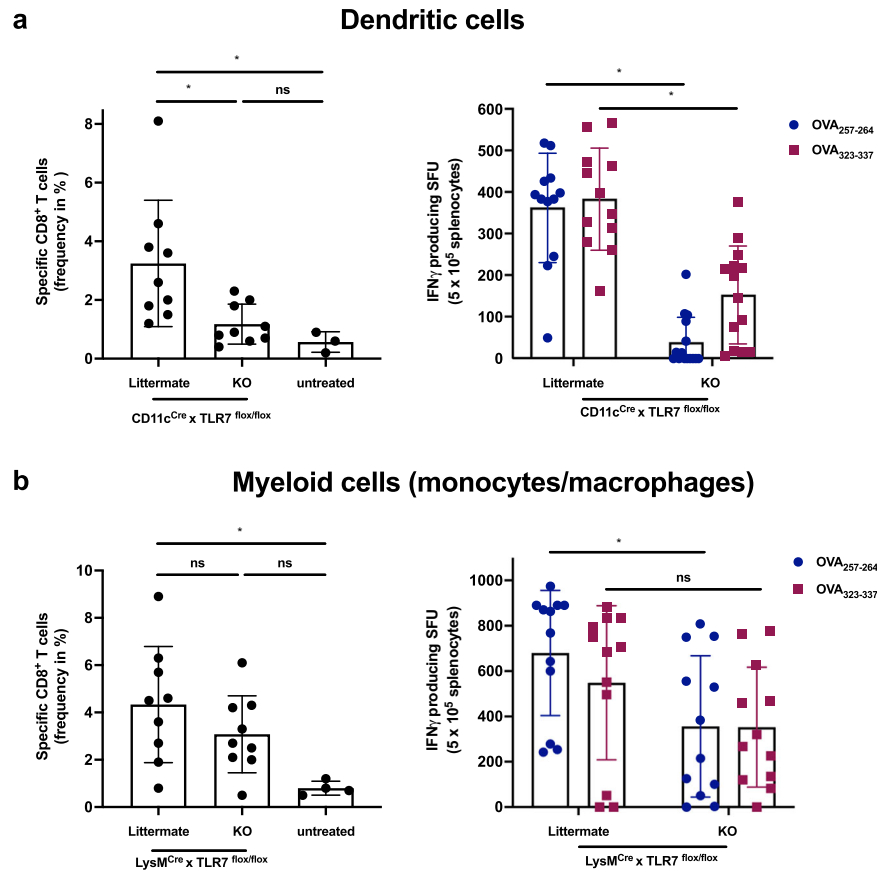 a
Dendritic cells
*
*
ns
Specific CD8⁺ T cells
(frequency in % )
8
6
4
2
0
Littermate
KO
untreated
CD11cᶜʳᵉ x TLR7 flox/flox
*
*
IFNγ producing SFU
(5 x 10⁵ splenocytes)
600
500
400
300
200
100
0
Littermate
KO
CD11cᶜʳᵉ x TLR7 flox/flox
OVA₂₅₇₋₂₆₄
OVA₃₂₃₋₃₃₇
b
Myeloid cells (monocytes/macrophages)
*
ns
ns
Specific CD8⁺ T cells
(frequency in %)
10
8
6
4
2
0
Littermate
KO
untreated
LysMᶜʳᵉ x TLR7 flox/flox
*
ns
IFNγ producing SFU
(5 x 10⁵ splenocytes)
1000
800
600
400
200
0
Littermate
KO
LysMᶜʳᵉ x TLR7 flox/flox
OVA₂₅₇₋₂₆₄
OVA₃₂₃₋₃₃₇